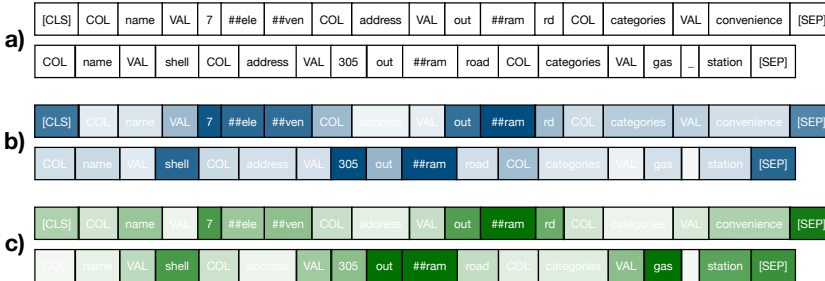 a)
[CLS] COL name VAL 7 ##ele ##ven COL address VAL out ##ram rd COL categories VAL convenience [SEP]
COL name VAL shell COL address VAL 305 out ##ram road COL categories VAL gas _ station [SEP]
b)
[CLS] COL name VAL 7 ##ele ##ven COL address VAL out ##ram rd COL categories VAL convenience [SEP]
COL name VAL shell COL address VAL 305 out ##ram road COL categories VAL gas station [SEP]
c)
[CLS] COL name VAL 7 ##ele ##ven COL address VAL out ##ram rd COL categories VAL convenience [SEP]
COL name VAL shell COL address VAL 305 out ##ram road COL categories VAL gas station [SEP]